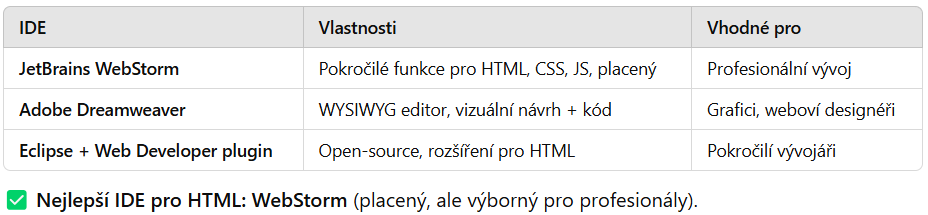 IDE Vlastnosti Vhodné pro
JetBrains WebStorm Pokročilé funkce pro HTML, CSS, JS, placený Profesionální vývoj
Adobe Dreamweaver WYSIWYG editor, vizuální návrh + kód Grafici, weboví designéři
Eclipse + Web Developer plugin Open-source, rozšíření pro HTML Pokročilí vývojáři
✅ Nejlepší IDE pro HTML: WebStorm (placený, ale výborný pro profesionály).